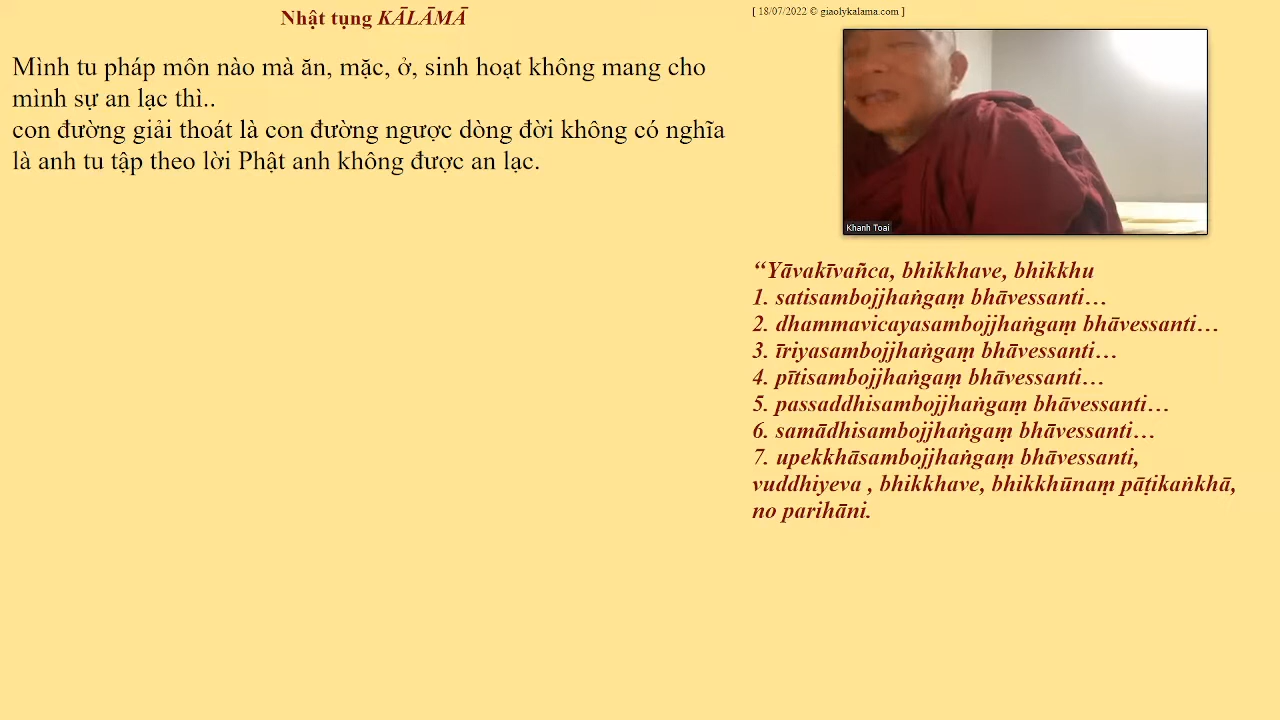 Nhật tụng KĀLĀMĀ
Mình tu pháp môn nào mà ăn, mặc, ở, sinh hoạt không mang cho
mình sự an lạc thì..
con đường giải thoát là con đường ngược dòng đời không có nghĩa
là anh tu tập theo lời Phật anh không được an lạc.
[ 18/07/2022 © giaolykalama.com ]
Khanh Toai
“Yāvakīvañca, bhikkhave, bhikkhu
1. satisambojjhaṅgaṃ bhāvessanti…
2. dhammavicayasambojjhaṅgaṃ bhāvessanti…
3. īriyasambojjhaṅgaṃ bhāvessanti…
4. pītisambojjhaṅgaṃ bhāvessanti…
5. passaddhisambojjhaṅgaṃ bhāvessanti…
6. samādhisambojjhaṅgaṃ bhāvessanti…
7. upekkhāsambojjhaṅgaṃ bhāvessanti,
vuddhiyeva , bhikkhave, bhikkhūnaṃ pāṭikaṅkhā,
no parihāni.